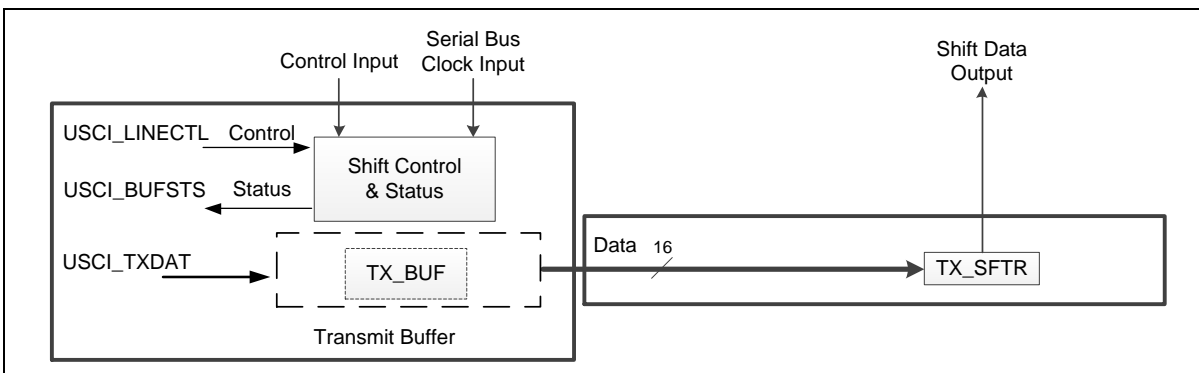 Control Input
Serial Bus
Clock Input
Shift Data
Output
USCI_LINECTL Control
USCI_BUFSTS Status
Shift Control
& Status
USCI_TXDAT
TX_BUF
Transmit Buffer
Data 16
TX_SFTR